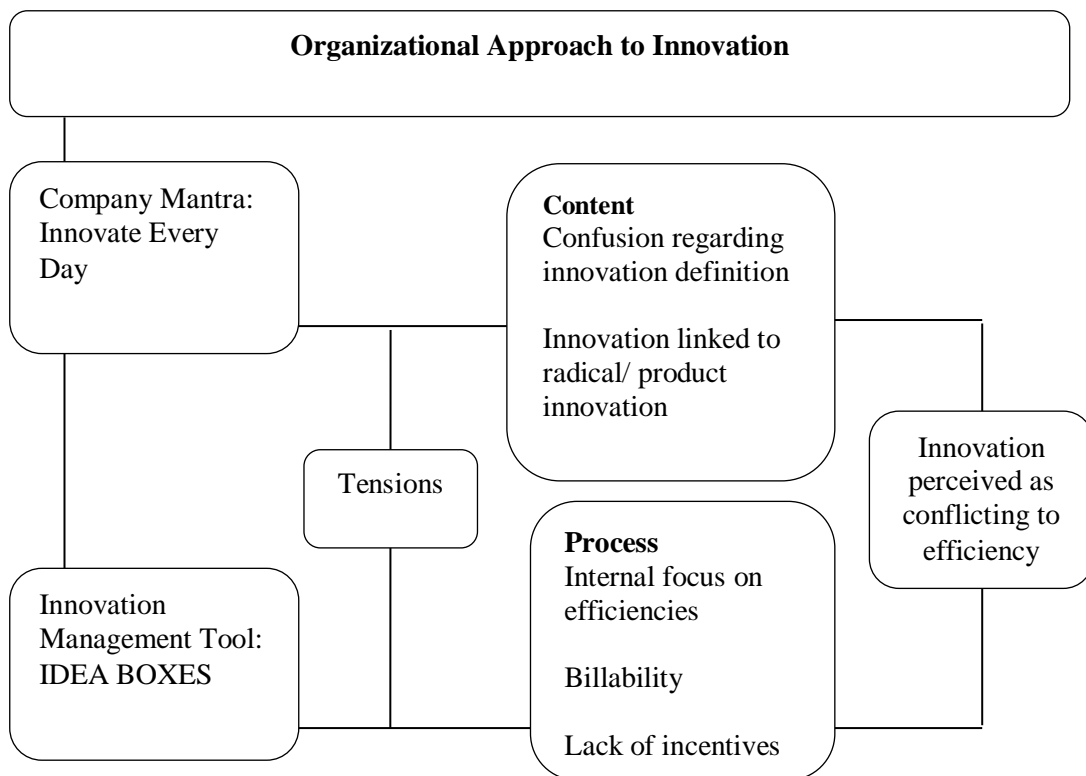 Organizational Approach to Innovation
Company Mantra:
Innovate Every
Day
Content
Confusion regarding
innovation definition
Innovation linked to
radical/ product
innovation
Tensions
Innovation
perceived as
conflicting to
efficiency
Innovation
Management Tool:
IDEA BOXES
Process
Internal focus on
efficiencies
Billability
Lack of incentives